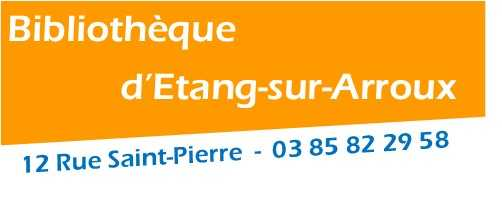 Bibliothèque
d’Etang-sur-Arroux
12 Rue Saint-Pierre - 03 85 82 29 58